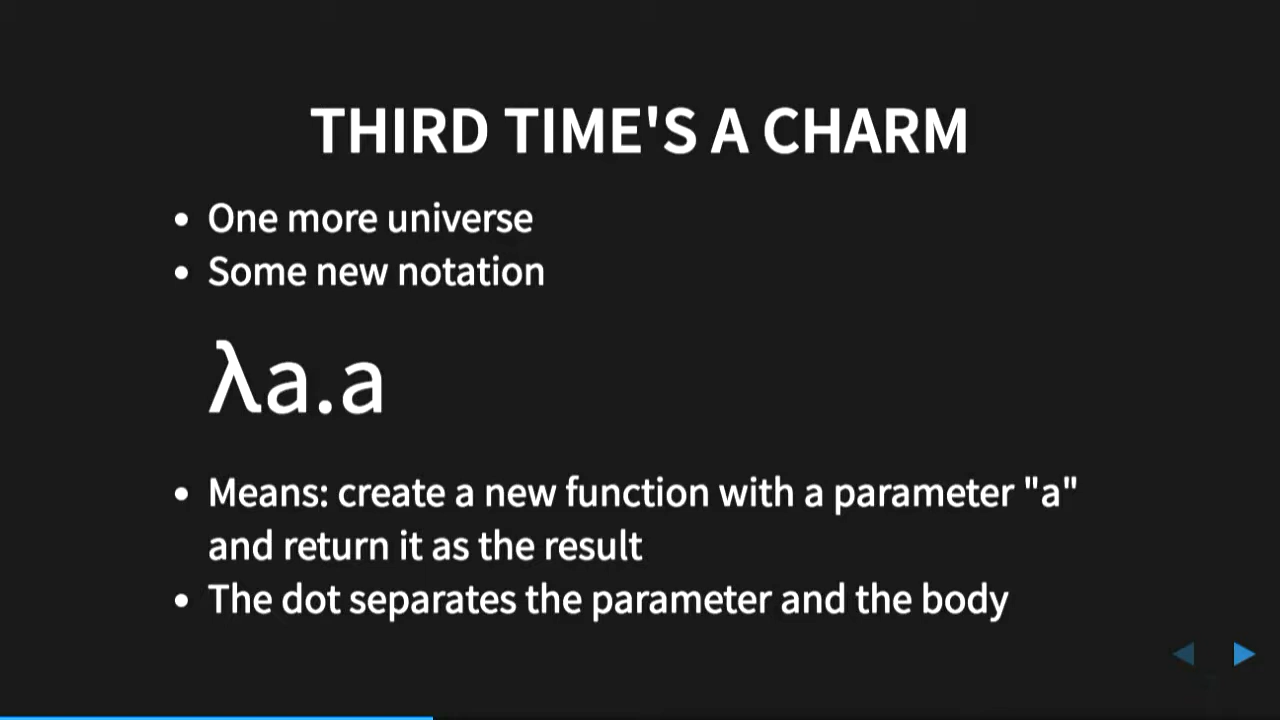 THIRD TIME'S A CHARM
• One more universe
• Some new notation
λa.a
• Means: create a new function with a parameter "a"
and return it as the result
• The dot separates the parameter and the body